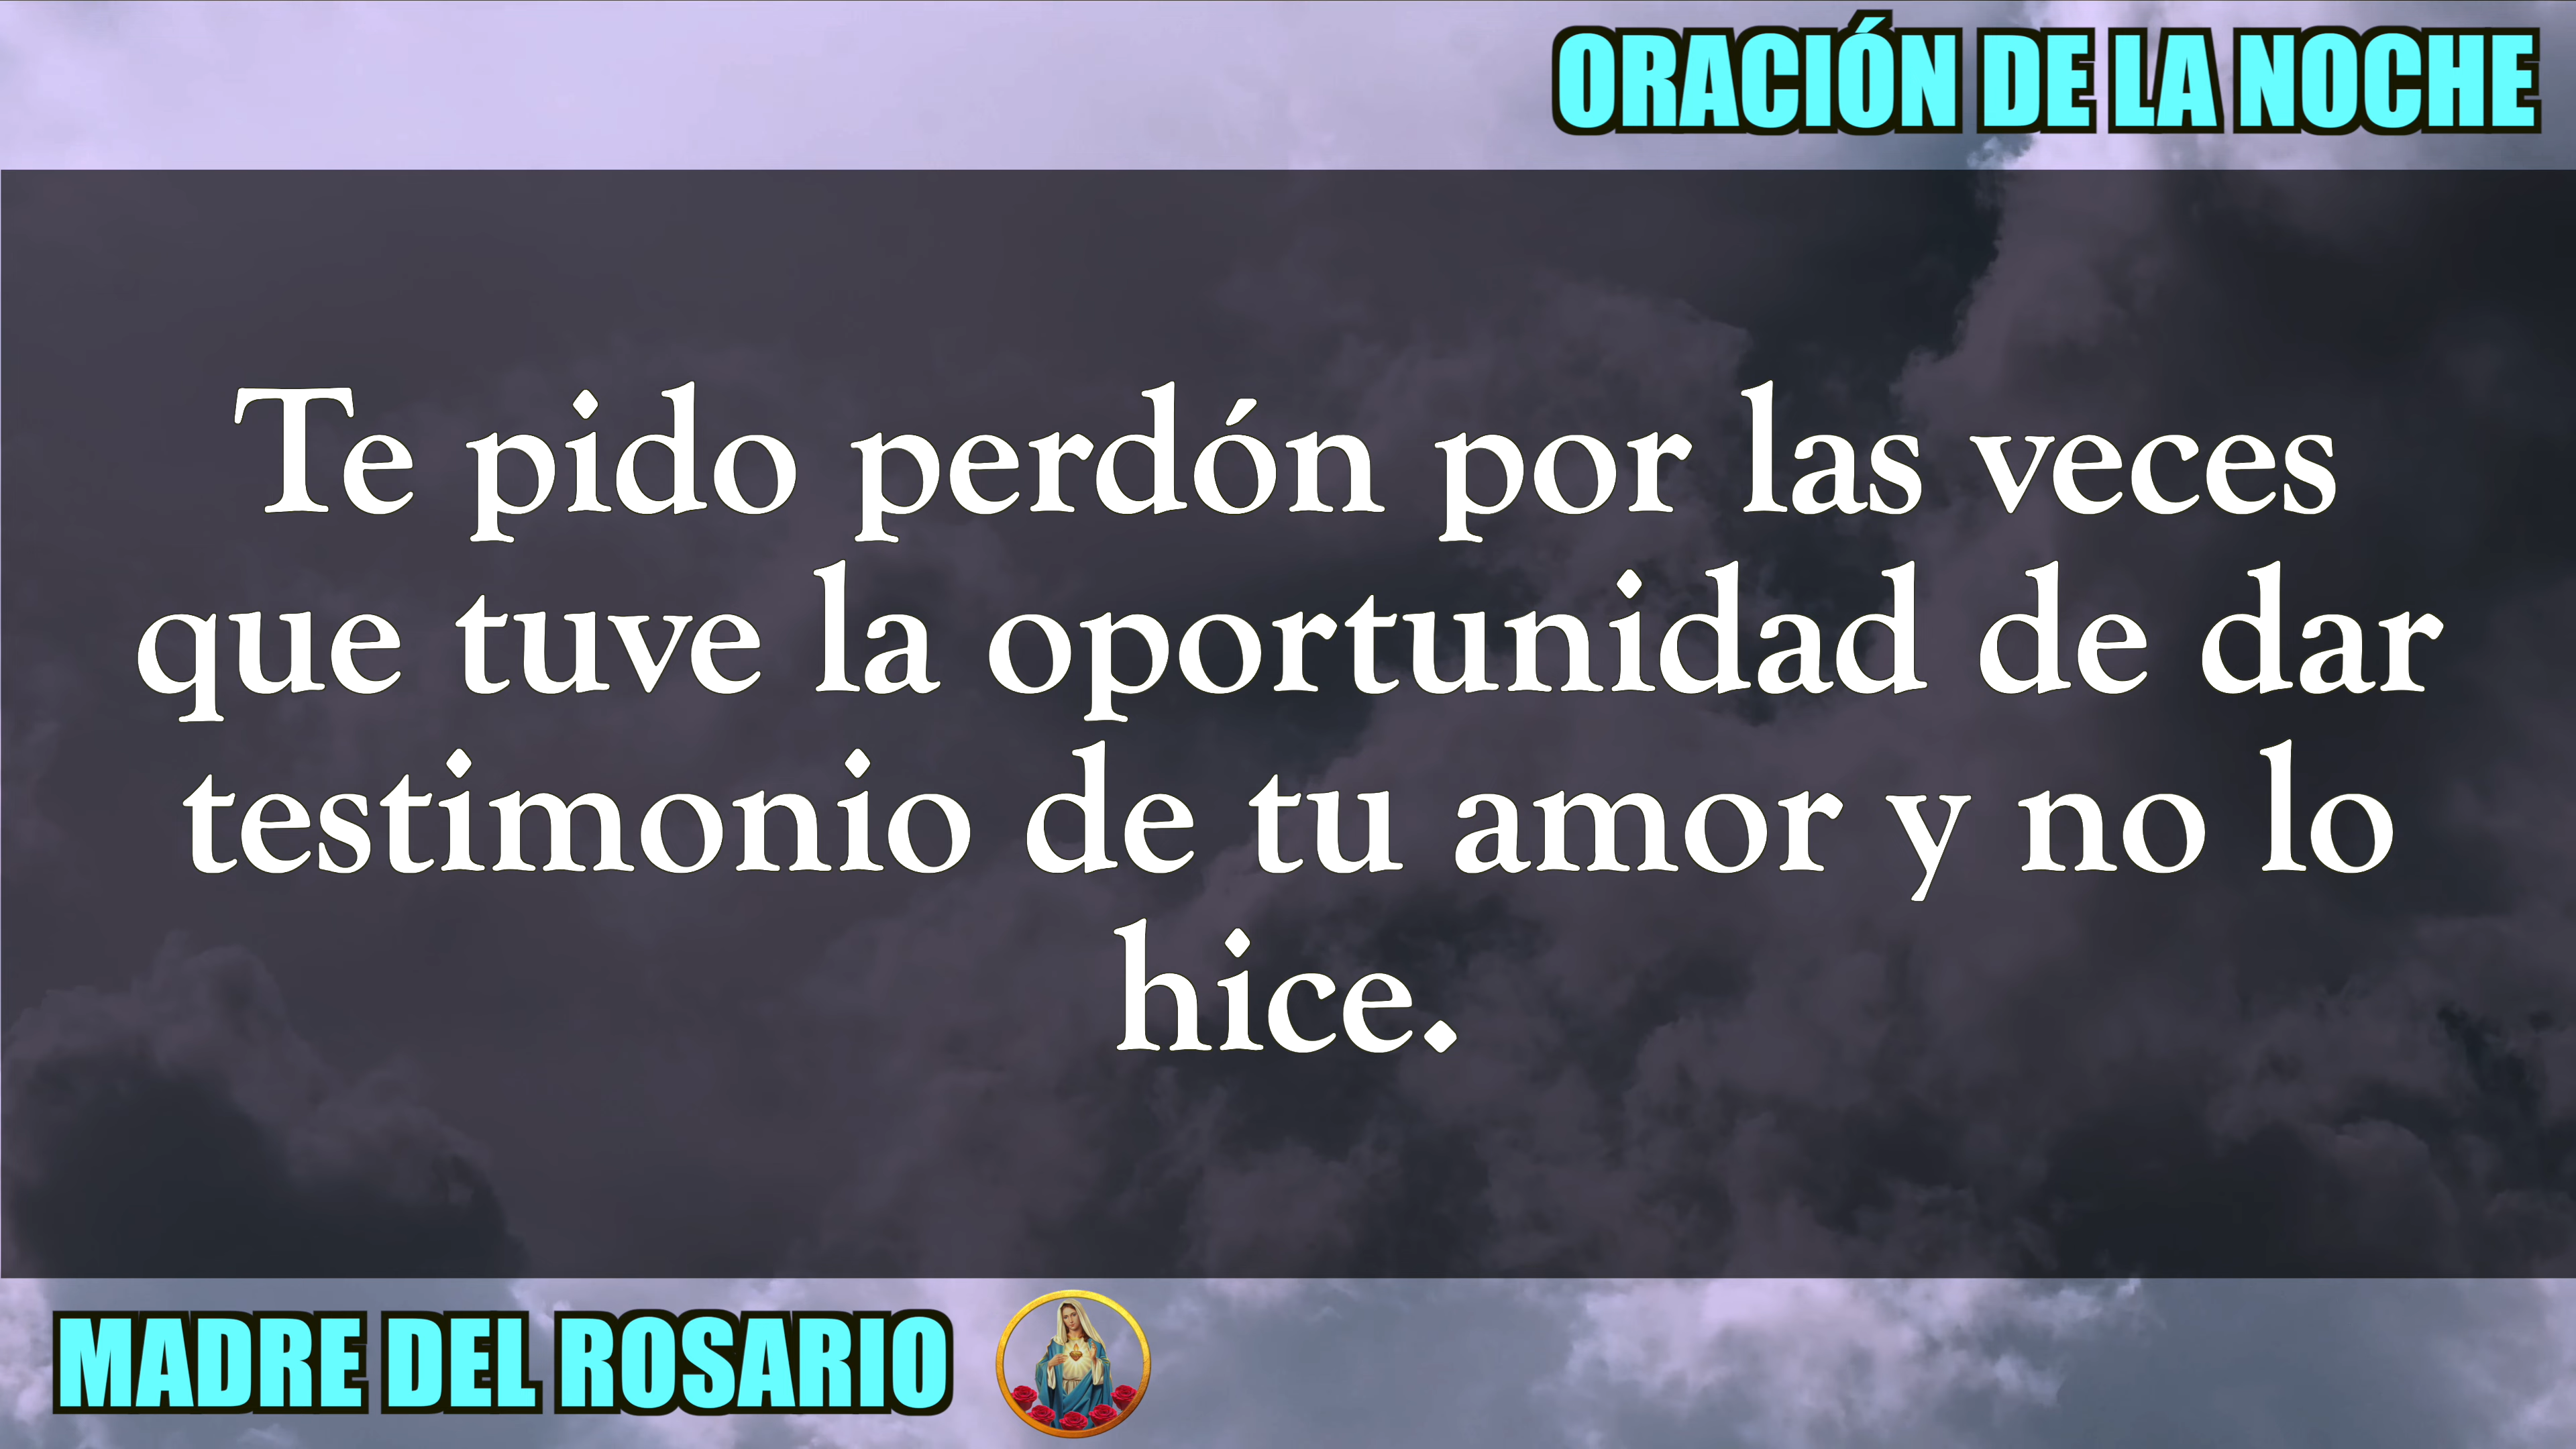 ORACIÓN DE LA NOCHE
Te pido perdón por las veces
que tuve la oportunidad de dar
testimonio de tu amor y no lo
hice.
MADRE DEL ROSARIO